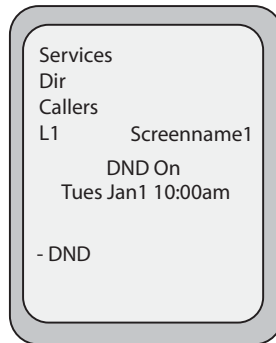 Services
Dir
Callers
L1 Screenname1
DND On
Tues Jan1 10:00am
- DND